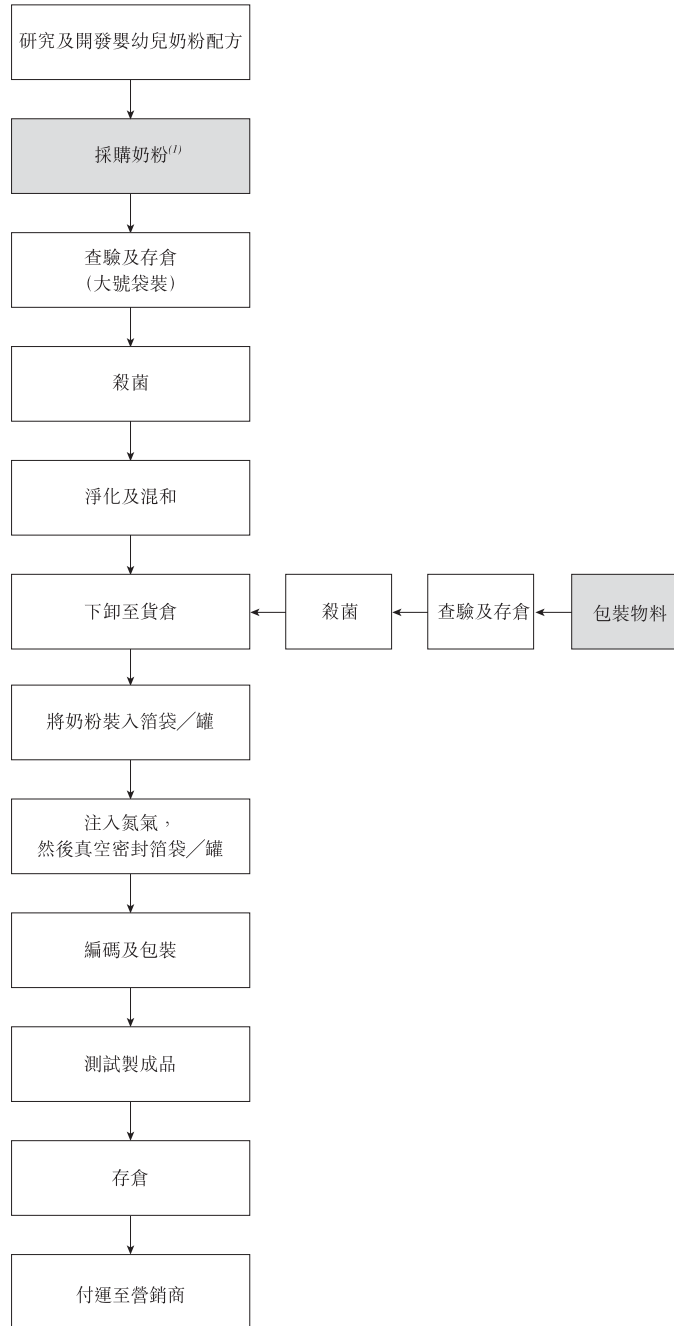 研究及開發嬰幼兒奶粉配方
採購奶粉(1)
查驗及存倉
(大號袋裝)
殺菌
淨化及混和
下卸至貨倉
殺菌
查驗及存倉
包裝物料
將奶粉裝入箔袋／罐
注入氮氣，
然後真空密封箔袋／罐
編碼及包裝
測試製成品
存倉
付運至營銷商